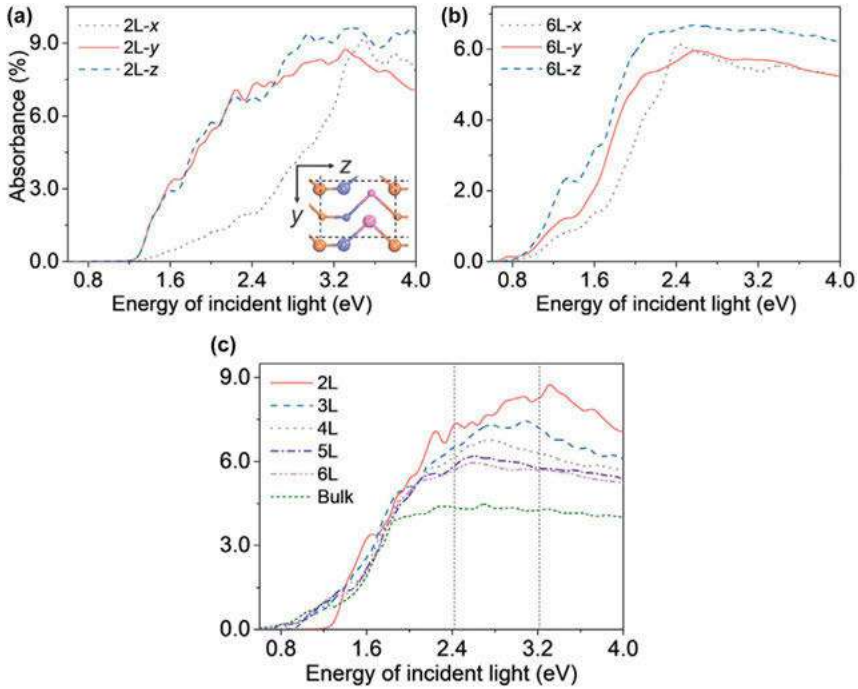 (a)
2L-x
2L-y
2L-z
Absorbance (%)
9.0
6.0
3.0
0.0
z
y
0.8 1.6 2.4 3.2 4.0
Energy of incident light (eV)
(b)
6L-x
6L-y
6L-z
6.0
4.0
2.0
0.0
0.8 1.6 2.4 3.2 4.0
Energy of incident light (eV)
(c)
2L
3L
4L
5L
6L
Bulk
9.0
6.0
3.0
0.0
0.8 1.6 2.4 3.2 4.0
Energy of incident light (eV)